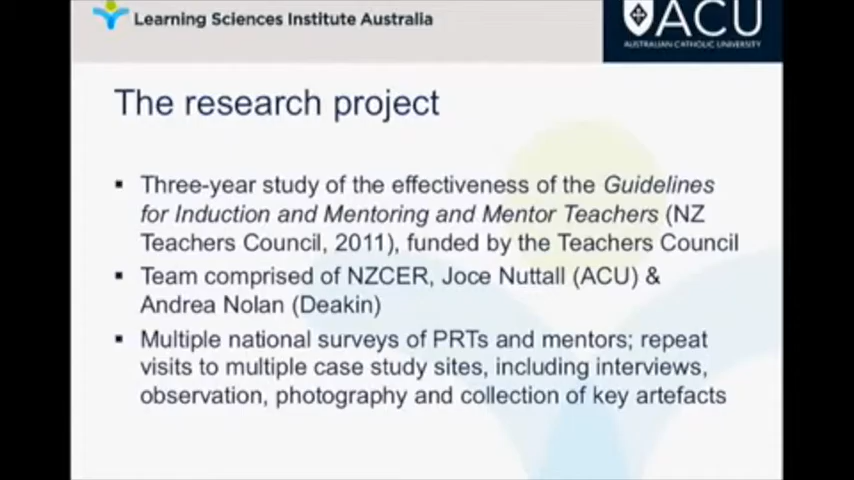 Learning Sciences Institute Australia
ACU
AUSTRALIAN CATHOLIC UNIVERSITY
The research project
▪ Three-year study of the effectiveness of the Guidelines
for Induction and Mentoring and Mentor Teachers (NZ
Teachers Council, 2011), funded by the Teachers Council
▪ Team comprised of NZCER, Joce Nuttall (ACU) &
Andrea Nolan (Deakin)
▪ Multiple national surveys of PRTs and mentors; repeat
visits to multiple case study sites, including interviews,
observation, photography and collection of key artefacts